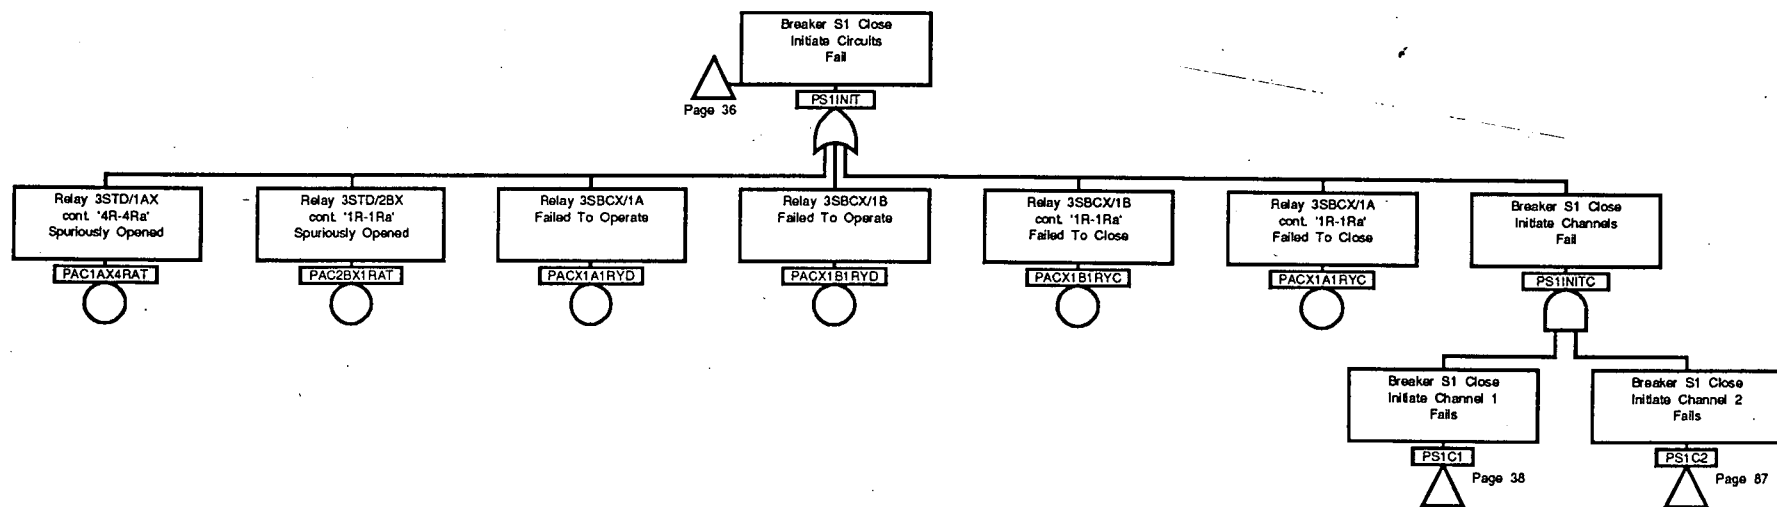 Breaker S1 Close
Initiate Circuits
Fail
Page 36
PS1INIT
Relay 3STD/1AX
cont. '4R-4Ra'
Spuriously Opened
PAC1AX4RAT
Relay 3STD/2BX
cont. '1R-1Ra'
Spuriously Opened
PAC2BX1RAT
Relay 3SBCX/1A
Failed To Operate
PACX1A1RYD
Relay 3SBCX/1B
Failed To Operate
PACX1B1RYD
Relay 3SBCX/1B
cont. '1R-1Ra'
Failed To Close
PACX1B1RYC
Relay 3SBCX/1A
cont. '1R-1Ra'
Failed To Close
PACX1A1RYC
Breaker S1 Close
Initiate Channels
Fail
PS1INITC
Breaker S1 Close
Initiate Channel 1
Fails
PS1C1
Page 38
Breaker S1 Close
Initiate Channel 2
Fails
PS1C2
Page 87